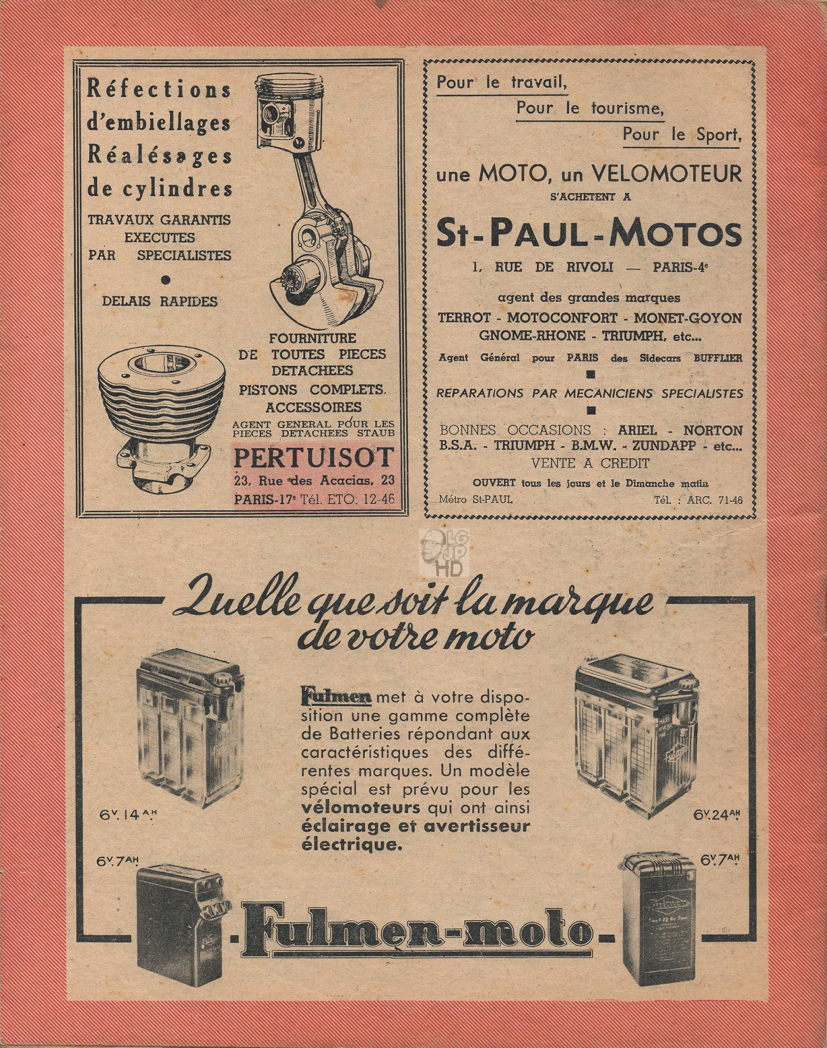 Réfections
d'embiellages
Réalésages
de cylindres
TRAVAUX GARANTIS
EXECUTES
PAR SPECIALISTES
DELAIS RAPIDES
FOURNITURE
DE TOUTES PIECES
DETACHEES
PISTONS COMPLETS.
ACCESSOIRES
AGENT GENERAL POUR LES
PIECES DETACHEES STAUB
PERTUISOT
23, Rue des Acacias, 23
PARIS-17e Tél. ETO. 12-46
Pour le travail,
Pour le tourisme,
Pour le Sport,
une MOTO, un VELOMOTEUR
S'ACHETENT A
St-PAUL-MOTOS
1, RUE DE RIVOLI — PARIS-4e
agent des grandes marques
TERROT - MOTOCONFORT - MONET-GOYON
GNOME-RHONE - TRIUMPH, etc...
Agent Général pour PARIS des Sidecars BUFFLIER
REPARATIONS PAR MECANICIENS SPECIALISTES
BONNES OCCASIONS : ARIEL - NORTON
B.S.A. - TRIUMPH - B.M.W. - ZUNDAPP - etc...
VENTE A CREDIT
OUVERT tous les jours et le Dimanche matin
Métro St-PAUL Tél. : ARC. 71-46
LG
JP
HD
Quelle que soit la marque
de votre moto
Fulmen met à votre dispo-
sition une gamme complète
de Batteries répondant aux
caractéristiques des diffé-
rentes marques. Un modèle
spécial est prévu pour les
vélomoteurs qui ont ainsi
éclairage et avertisseur
électrique.
6V.14AH
6V.24AH
6V.7AH
6V.7AH
Fulmen
Fulmen-moto